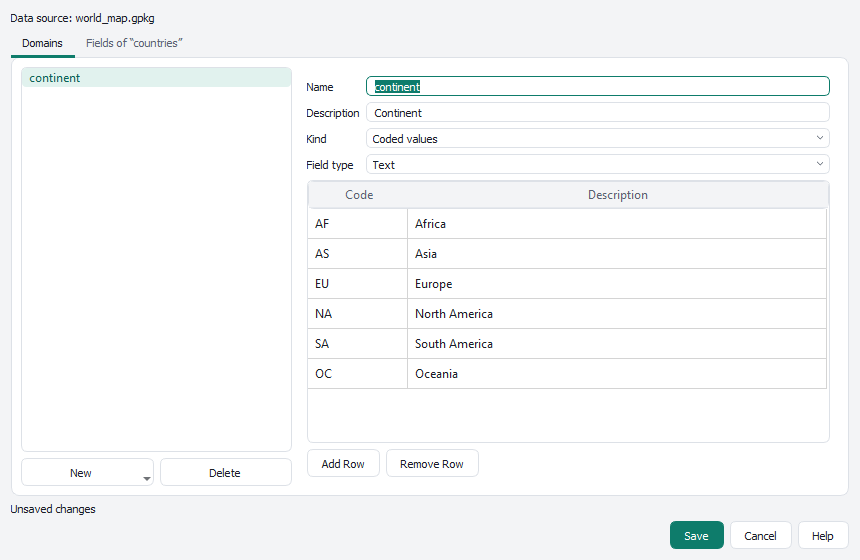 Data source: world_map.gpkg
Domains
Fields of “countries”
continent
Name
continent
Description
Continent
Kind
Coded values
Field type
Text
Code
Description
AF
Africa
AS
Asia
EU
Europe
NA
North America
SA
South America
OC
Oceania
New
Delete
Add Row
Remove Row
Unsaved changes
Save
Cancel
Help